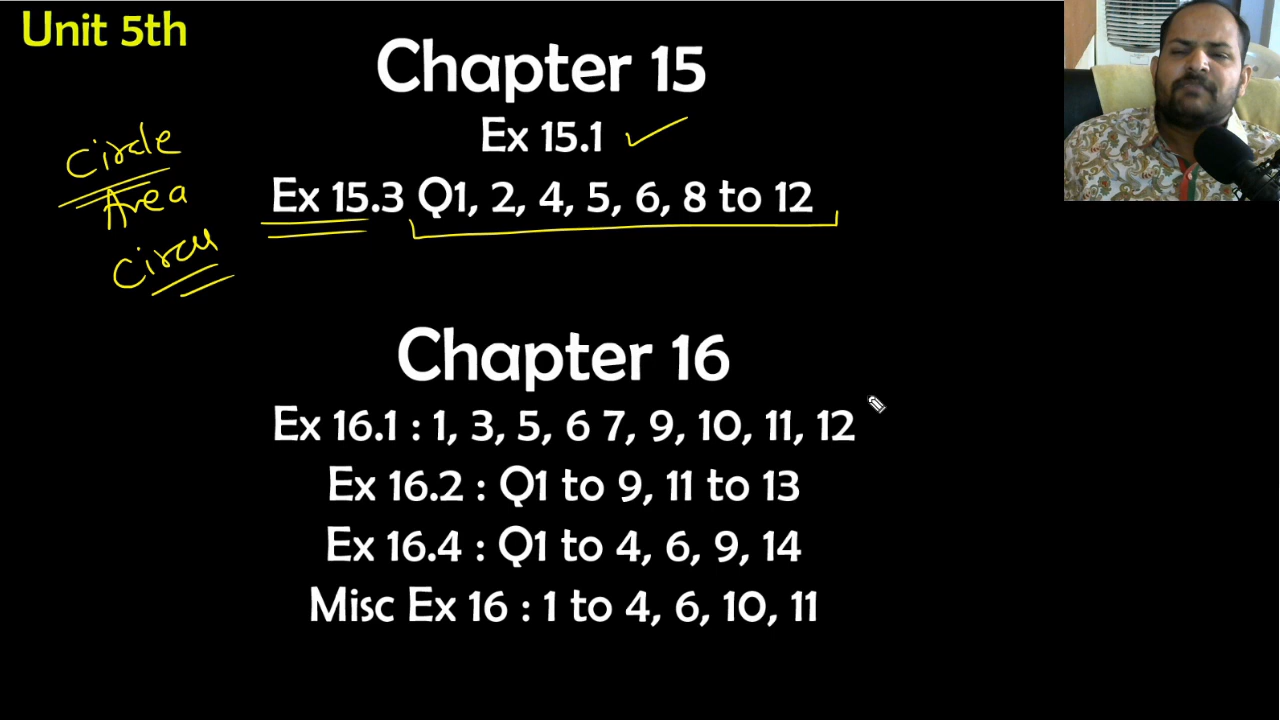 Unit 5th
Chapter 15
Ex 15.1
Circle
Area
Circu
Ex 15.3 Q1, 2, 4, 5, 6, 8 to 12
Chapter 16
Ex 16.1 : 1, 3, 5, 6 7, 9, 10, 11, 12
Ex 16.2 : Q1 to 9, 11 to 13
Ex 16.4 : Q1 to 4, 6, 9, 14
Misc Ex 16 : 1 to 4, 6, 10, 11